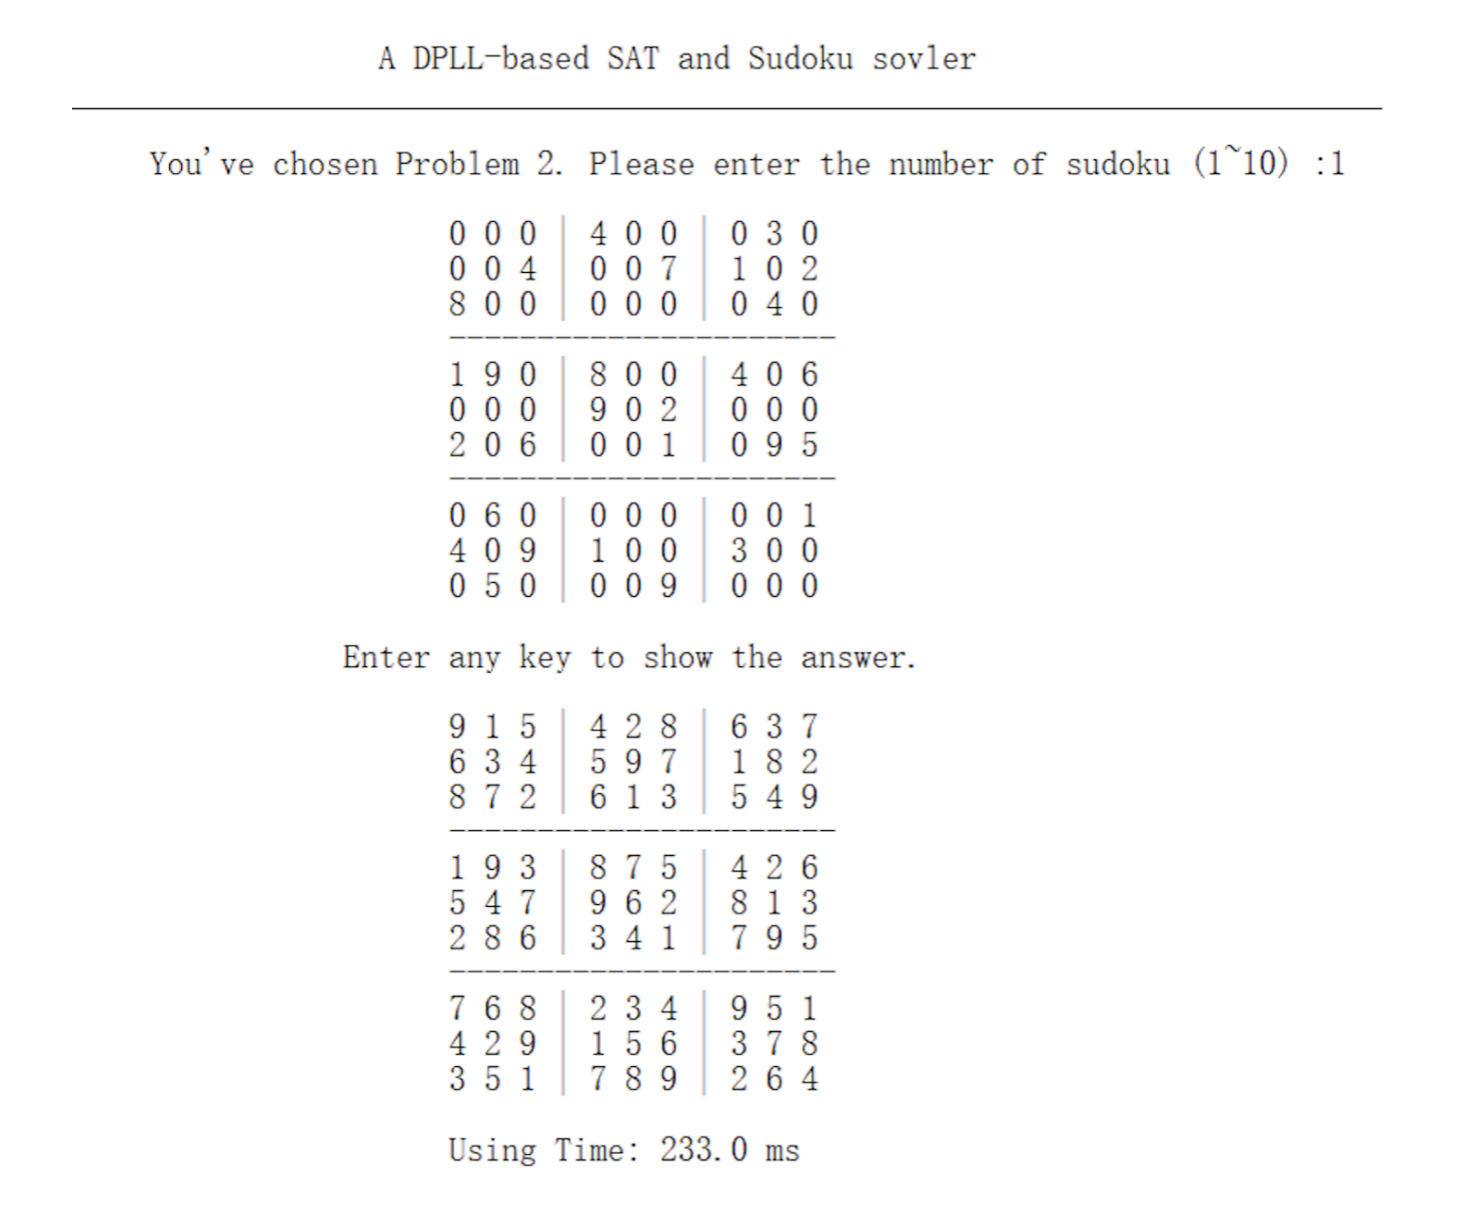 A DPLL-based SAT and Sudoku sovler
You've chosen Problem 2. Please enter the number of sudoku (1~10) :1
0 0 0 | 4 0 0 | 0 3 0
0 0 4 | 0 0 7 | 1 0 2
8 0 0 | 0 0 0 | 0 4 0
----------------------
1 9 0 | 8 0 0 | 4 0 6
0 0 0 | 9 0 2 | 0 0 0
2 0 6 | 0 0 1 | 0 9 5
----------------------
0 6 0 | 0 0 0 | 0 0 1
4 0 9 | 1 0 0 | 3 0 0
0 5 0 | 0 0 9 | 0 0 0
Enter any key to show the answer.
9 1 5 | 4 2 8 | 6 3 7
6 3 4 | 5 9 7 | 1 8 2
8 7 2 | 6 1 3 | 5 4 9
----------------------
1 9 3 | 8 7 5 | 4 2 6
5 4 7 | 9 6 2 | 8 1 3
2 8 6 | 3 4 1 | 7 9 5
----------------------
7 6 8 | 2 3 4 | 9 5 1
4 2 9 | 1 5 6 | 3 7 8
3 5 1 | 7 8 9 | 2 6 4
Using Time: 233.0 ms